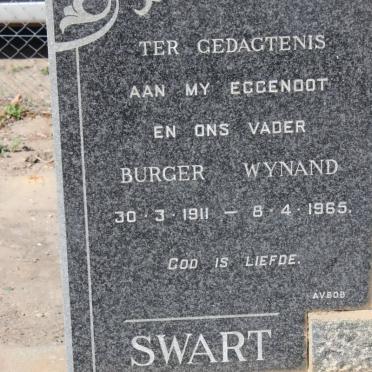 TER GEDAGTENIS
AAN MY EGGENOOT
EN ONS VADER
BURGER WYNAND
30·3·1911 — 8·4·1965.
GOD IS LIEFDE.
AVBOB
SWART